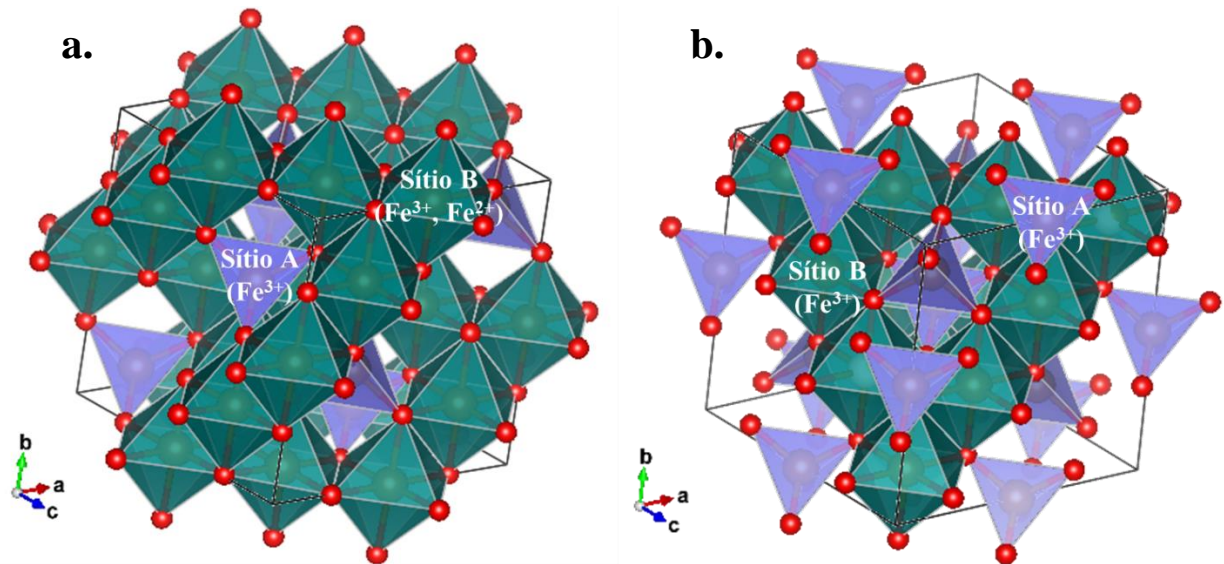 a.
Sítio B
(Fe³⁺, Fe²⁺)
Sítio A
(Fe³⁺)
b
a
c
b.
Sítio A
(Fe³⁺)
Sítio B
(Fe³⁺)
b
a
c